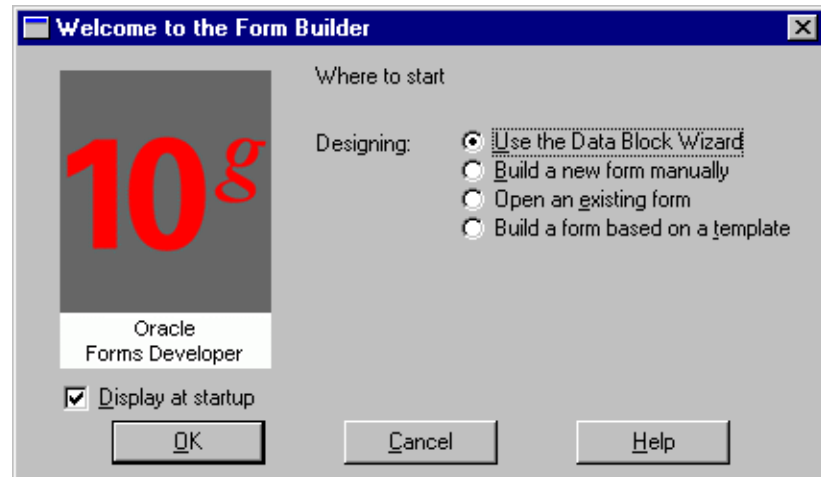 Welcome to the Form Builder
Where to start
10g
Designing:
Use the Data Block Wizard
Build a new form manually
Open an existing form
Build a form based on a template
Oracle
Forms Developer
Display at startup
OK
Cancel
Help